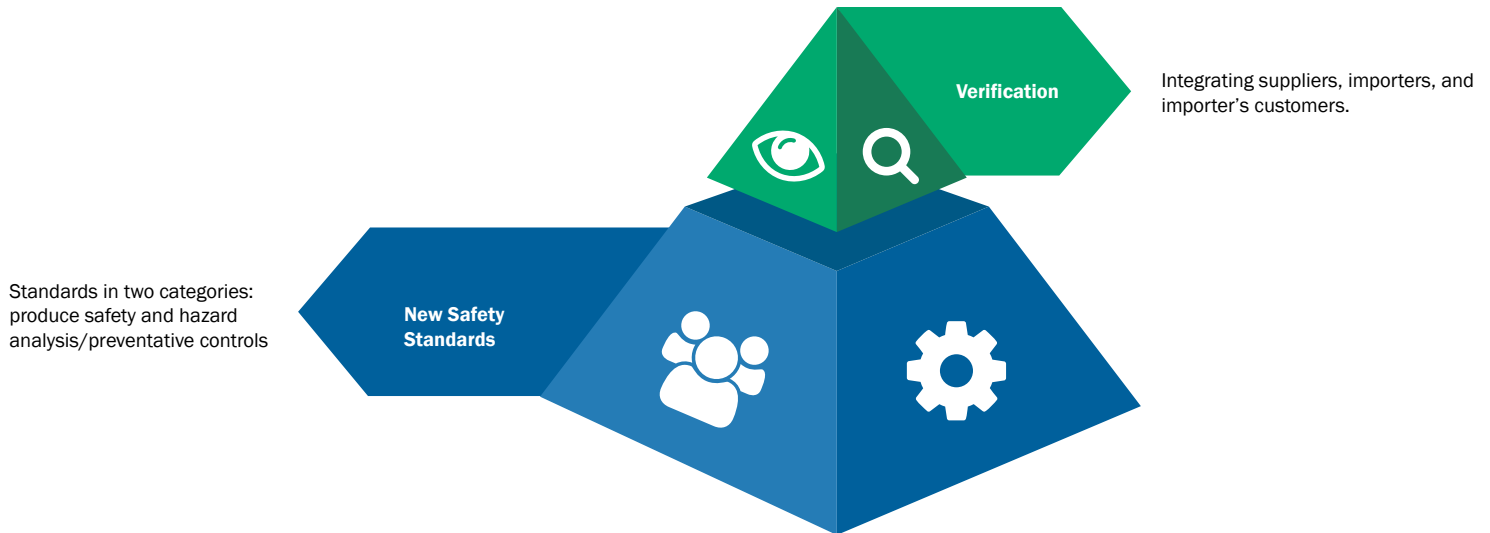 Verification
Integrating suppliers, importers, and
importer’s customers.
Standards in two categories:
produce safety and hazard
analysis/preventative controls
New Safety
Standards